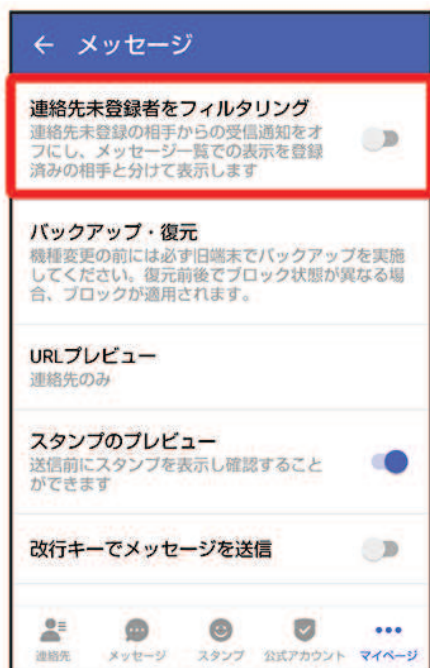 ← メッセージ
連絡先未登録者をフィルタリング
連絡先未登録の相手からの受信通知をオ
フにし、メッセージ一覧での表示を登録
済みの相手と分けて表示します
バックアップ・復元
機種変更の前には必ず旧端末でバックアップを実施
してください。復元前後でブロック状態が異なる場
合、ブロックが適用されます。
URLプレビュー
連絡先のみ
スタンプのプレビュー
送信前にスタンプを表示し確認すること
ができます
改行キーでメッセージを送信
連絡先 メッセージ スタンプ 公式アカウント マイページ